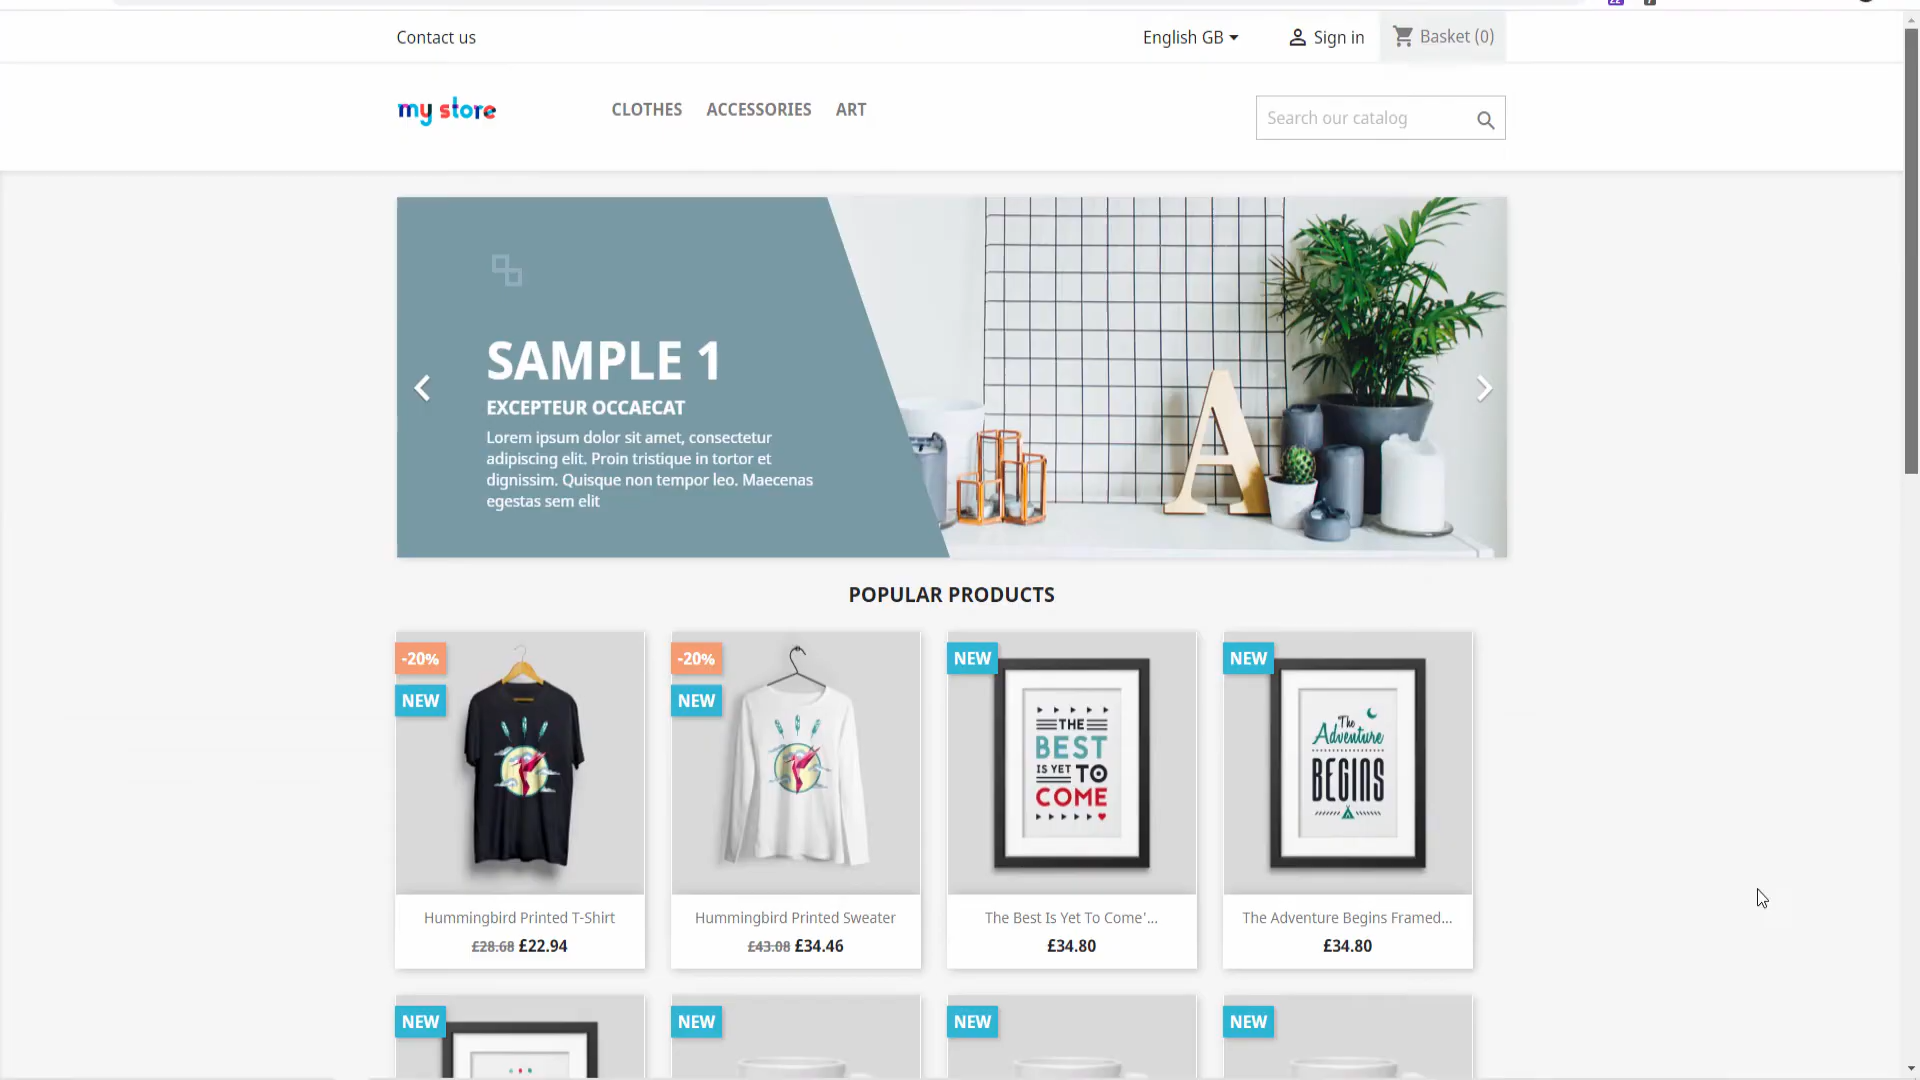 Contact us
English GB
Sign in
Basket (0)
my store
CLOTHES
ACCESSORIES
ART
Search our catalog
SAMPLE 1
EXCEPTEUR OCCAECAT
Lorem ipsum dolor sit amet, consectetur
adipiscing elit. Proin tristique in tortor et
dignissim. Quisque non tempor leo. Maecenas
egestas sem elit
A
POPULAR PRODUCTS
-20%
NEW
Hummingbird Printed T-Shirt
£28.68 £22.94
-20%
NEW
Hummingbird Printed Sweater
£43.08 £34.46
NEW
THE
BEST
IS YET TO
COME
The Best Is Yet To Come'...
£34.80
NEW
The
Adventure
BEGINS
The Adventure Begins Framed...
£34.80
NEW
NEW
NEW
NEW